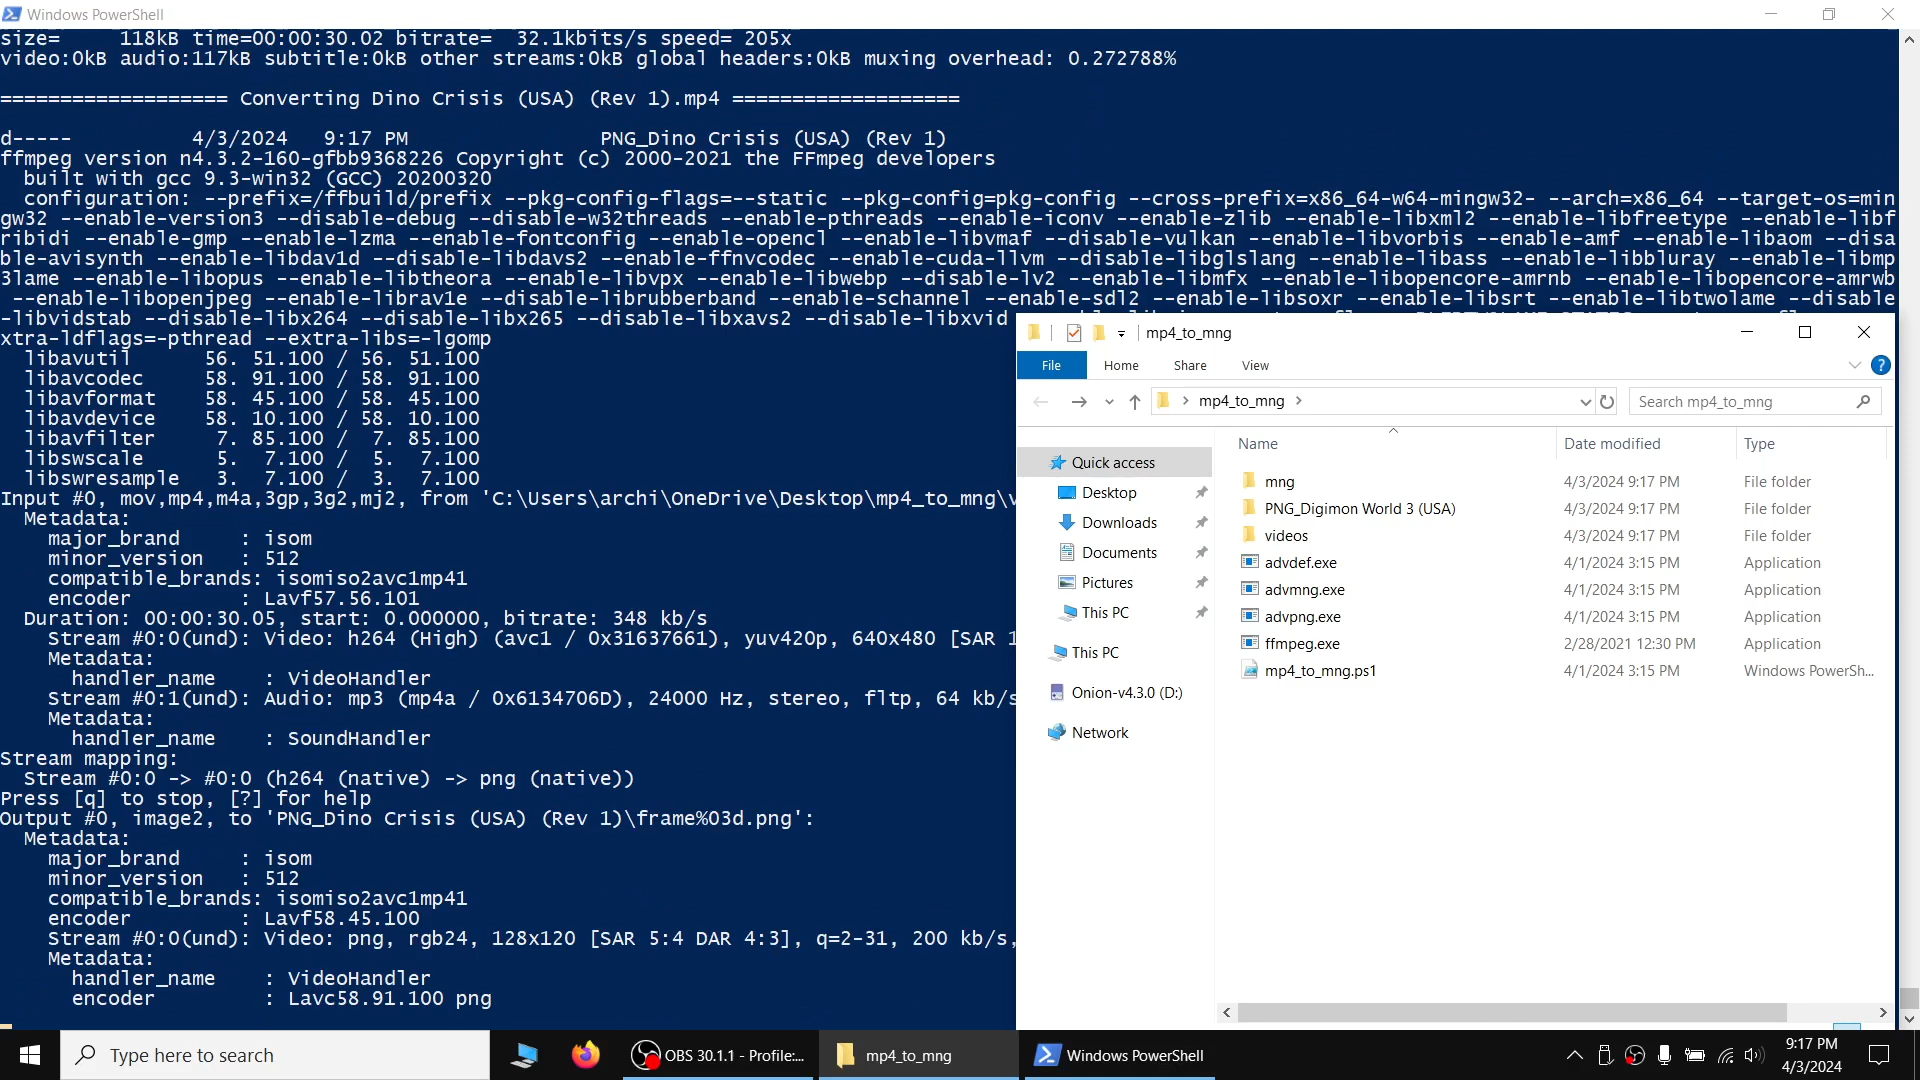 Windows PowerShell
size=     118kB time=00:00:30.02 bitrate=  32.1kbits/s speed= 205x
video:0kB audio:117kB subtitle:0kB other streams:0kB global headers:0kB muxing overhead: 0.272788%
=================== Converting Dino Crisis (USA) (Rev 1).mp4 ===================
d-----          4/3/2024   9:17 PM                PNG_Dino Crisis (USA) (Rev 1)
ffmpeg version n4.3.2-160-gfbb9368226 Copyright (c) 2000-2021 the FFmpeg developers
  built with gcc 9.3-win32 (GCC) 20200320
  configuration: --prefix=/ffbuild/prefix --pkg-config-flags=--static --pkg-config=pkg-config --cross-prefix=x86_64-w64-mingw32- --arch=x86_64 --target-os=min
gw32 --enable-version3 --disable-debug --disable-w32threads --enable-pthreads --enable-iconv --enable-zlib --enable-libxml2 --enable-libfreetype --enable-libf
ribidi --enable-gmp --enable-lzma --enable-fontconfig --enable-opencl --enable-libvmaf --disable-vulkan --enable-libvorbis --enable-amf --enable-libaom --disa
ble-avisynth --enable-libdav1d --disable-libdavs2 --enable-ffnvcodec --enable-cuda-llvm --disable-libglslang --enable-libass --enable-libbluray --enable-libmp
3lame --enable-libopus --enable-libtheora --enable-libvpx --enable-libwebp --disable-lv2 --enable-libmfx --enable-libopencore-amrnb --enable-libopencore-amrwb
 --enable-libopenjpeg --enable-librav1e --disable-librubberband --enable-schannel --enable-sdl2 --enable-libsoxr --enable-libsrt --enable-libtwolame --disable
-libvidstab --disable-libx264 --disable-libx265 --disable-libxavs2 --disable-libxvid
xtra-ldflags=-pthread --extra-libs=-lgomp
  libavutil      56. 51.100 / 56. 51.100
  libavcodec     58. 91.100 / 58. 91.100
  libavformat    58. 45.100 / 58. 45.100
  libavdevice    58. 10.100 / 58. 10.100
  libavfilter     7. 85.100 /  7. 85.100
  libswscale      5.  7.100 /  5.  7.100
  libswresample   3.  7.100 /  3.  7.100
Input #0, mov,mp4,m4a,3gp,3g2,mj2, from 'C:\Users\archi\OneDrive\Desktop\mp4_to_mng\v
  Metadata:
    major_brand     : isom
    minor_version   : 512
    compatible_brands: isomiso2avc1mp41
    encoder         : Lavf57.56.101
  Duration: 00:00:30.05, start: 0.000000, bitrate: 348 kb/s
    Stream #0:0(und): Video: h264 (High) (avc1 / 0x31637661), yuv420p, 640x480 [SAR 1
    Metadata:
      handler_name    : VideoHandler
    Stream #0:1(und): Audio: mp3 (mp4a / 0x6134706D), 24000 Hz, stereo, fltp, 64 kb/s
    Metadata:
      handler_name    : SoundHandler
Stream mapping:
  Stream #0:0 -> #0:0 (h264 (native) -> png (native))
Press [q] to stop, [?] for help
Output #0, image2, to 'PNG_Dino Crisis (USA) (Rev 1)\frame%03d.png':
  Metadata:
    major_brand     : isom
    minor_version   : 512
    compatible_brands: isomiso2avc1mp41
    encoder         : Lavf58.45.100
    Stream #0:0(und): Video: png, rgb24, 128x120 [SAR 5:4 DAR 4:3], q=2-31, 200 kb/s,
    Metadata:
      handler_name    : VideoHandler
      encoder         : Lavc58.91.100 png
mp4_to_mng
File Home Share View
mp4_to_mng
Search mp4_to_mng
Quick access
Desktop
Downloads
Documents
Pictures
This PC
This PC
Onion-v4.3.0 (D:)
Network
Name Date modified Type
mng 4/3/2024 9:17 PM File folder
PNG_Digimon World 3 (USA) 4/3/2024 9:17 PM File folder
videos 4/3/2024 9:17 PM File folder
advdef.exe 4/1/2024 3:15 PM Application
advmng.exe 4/1/2024 3:15 PM Application
advpng.exe 4/1/2024 3:15 PM Application
ffmpeg.exe 2/28/2021 12:30 PM Application
mp4_to_mng.ps1 4/1/2024 3:15 PM Windows PowerSh...
Type here to search
OBS 30.1.1 - Profile:...
mp4_to_mng
Windows PowerShell
9:17 PM
4/3/2024